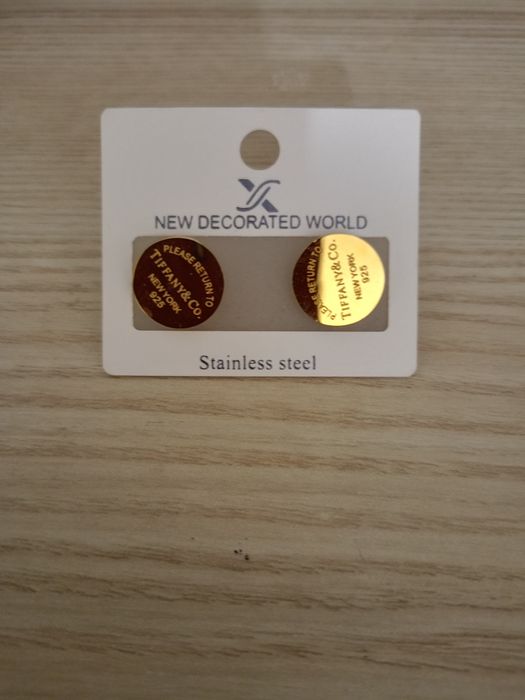 NEW DECORATED WORLD
PLEASE RETURN TO
TIFFANY & CO.
NEW YORK
925
PLEASE RETURN TO
TIFFANY & CO.
NEW YORK
925
Stainless steel